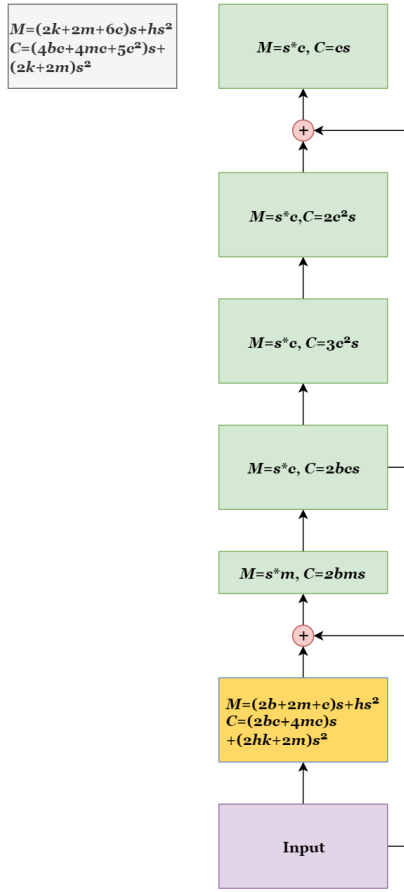 M=(2k+2m+6c)s+hs²
C=(4bc+4mc+5c²)s+
(2k+2m)s²
M=s*c, C=cs
+
M=s*c,C=2c²s
M=s*c, C=3c²s
M=s*c, C=2bcs
M=s*m, C=2bms
+
M=(2b+2m+c)s+hs²
C=(2bc+4mc)s
+(2hk+2m)s²
Input